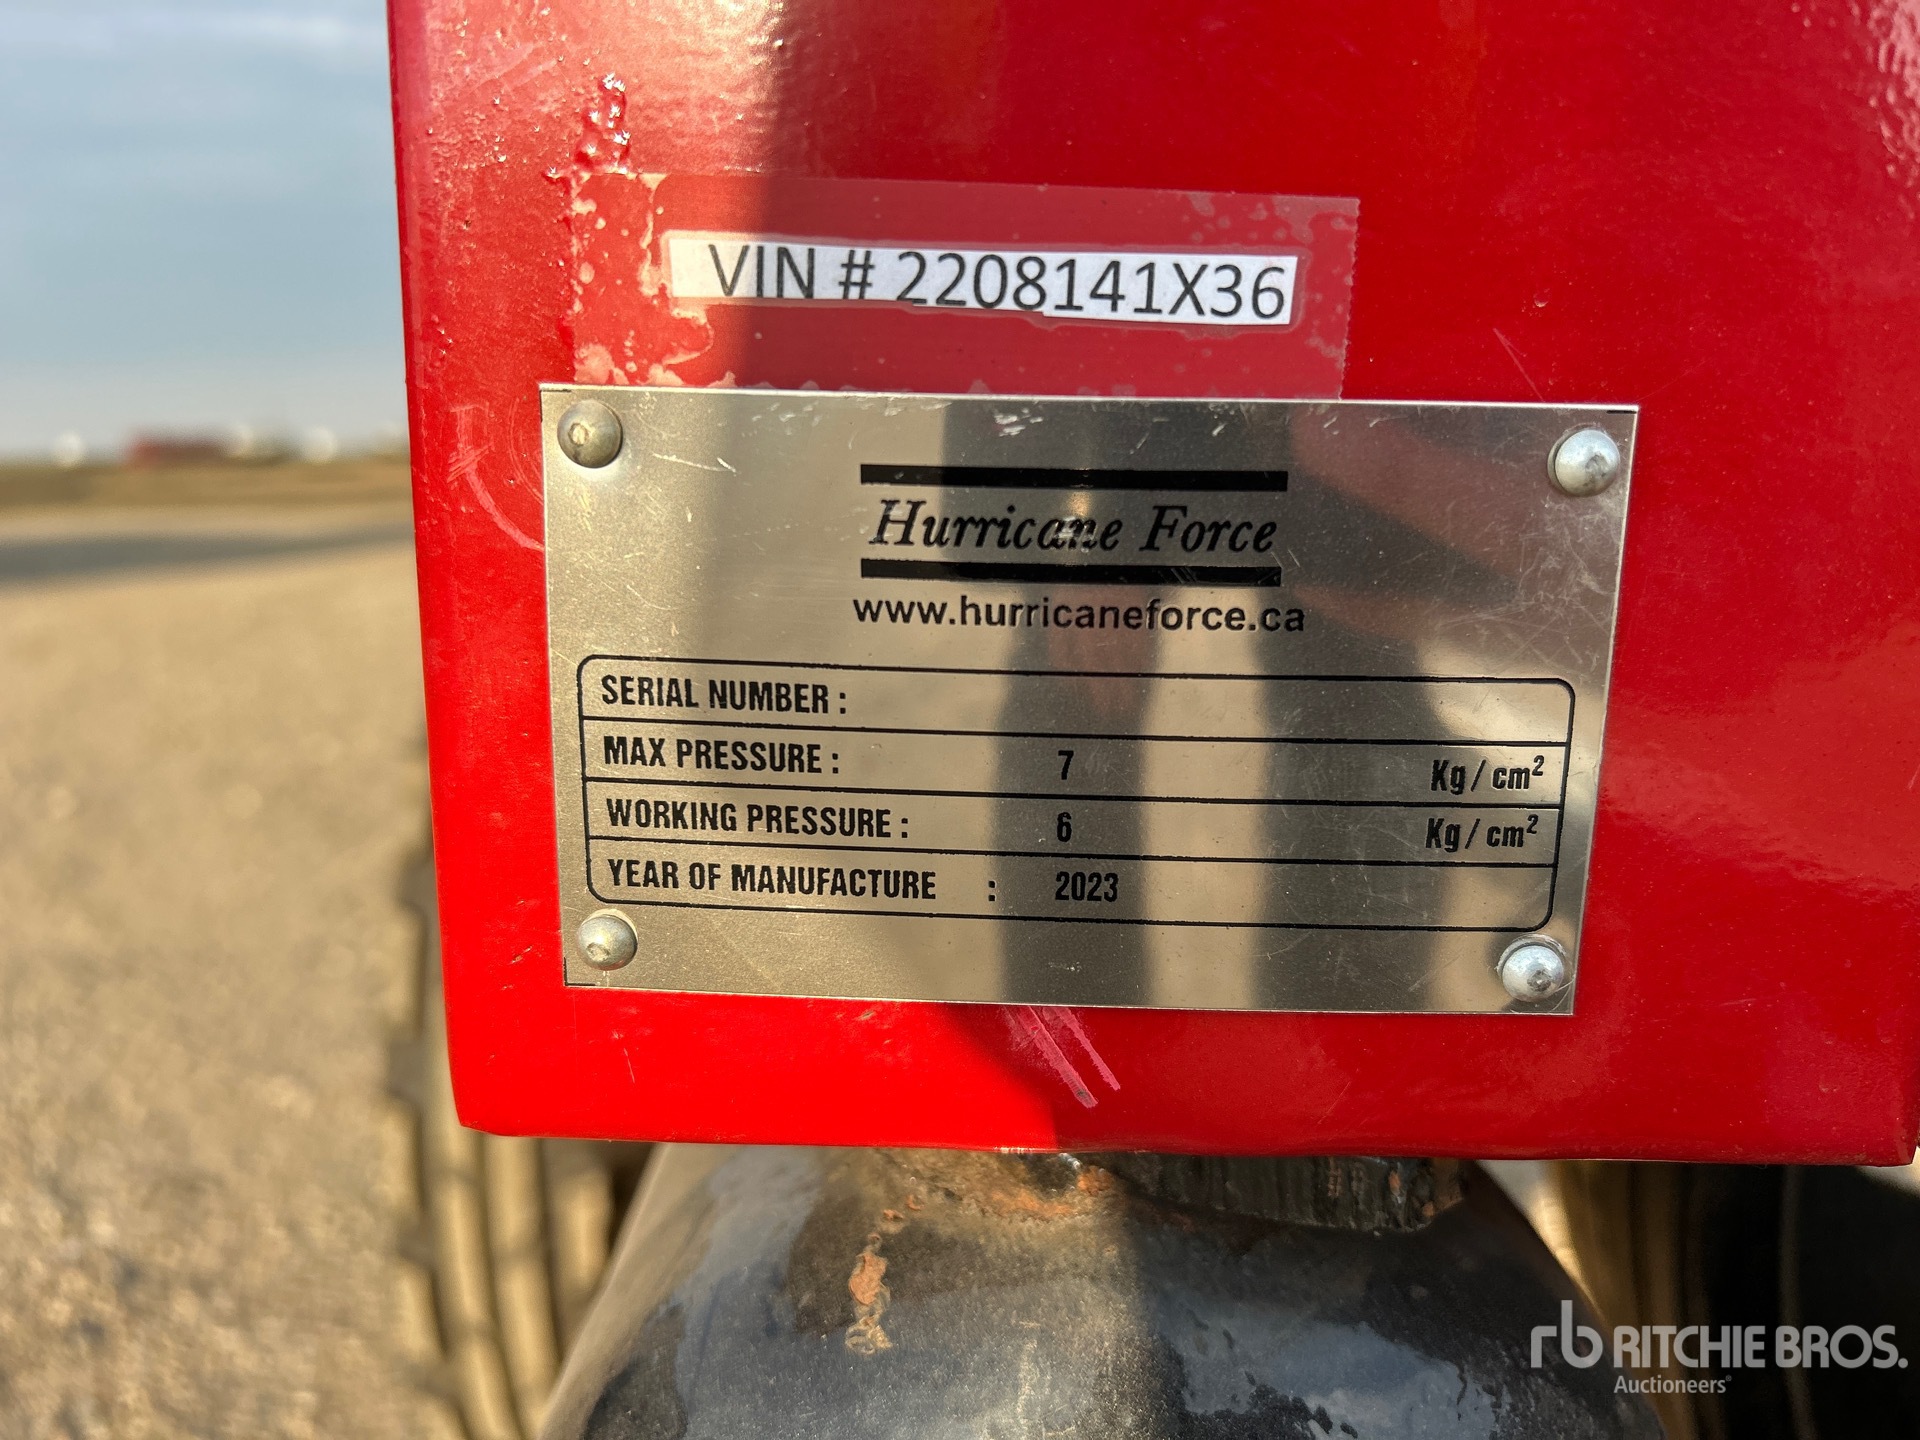 VIN # 2208141X36
Hurricane Force
www.hurricaneforce.ca
SERIAL NUMBER :
MAX PRESSURE : 7 Kg / cm²
WORKING PRESSURE : 6 Kg / cm²
YEAR OF MANUFACTURE : 2023
rb RITCHIE BROS.
Auctioneers®